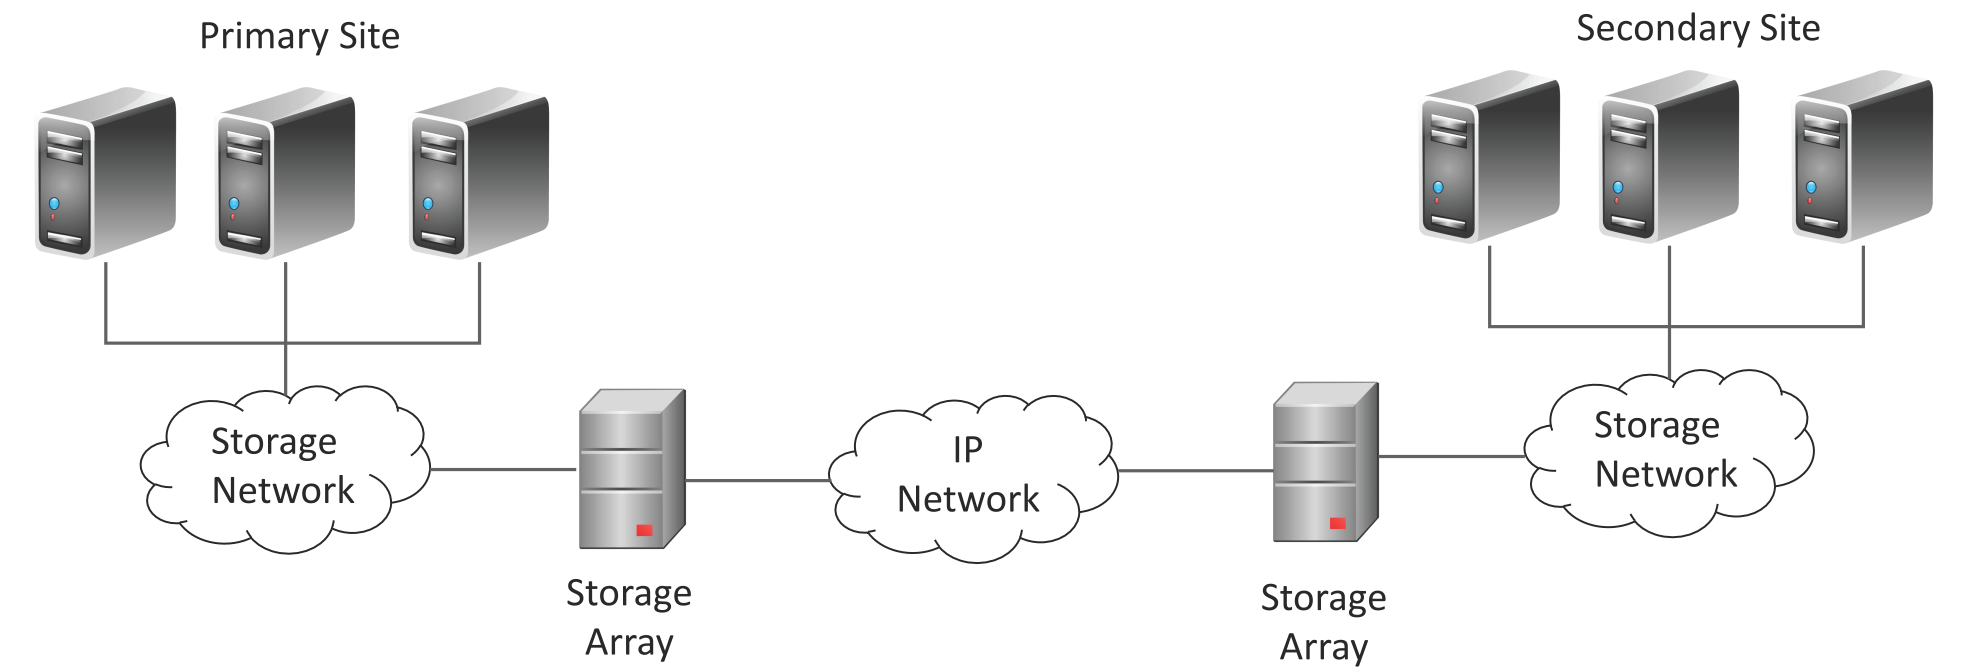 Primary Site
Secondary Site
Storage
Network
Storage
Array
IP
Network
Storage
Array
Storage
Network